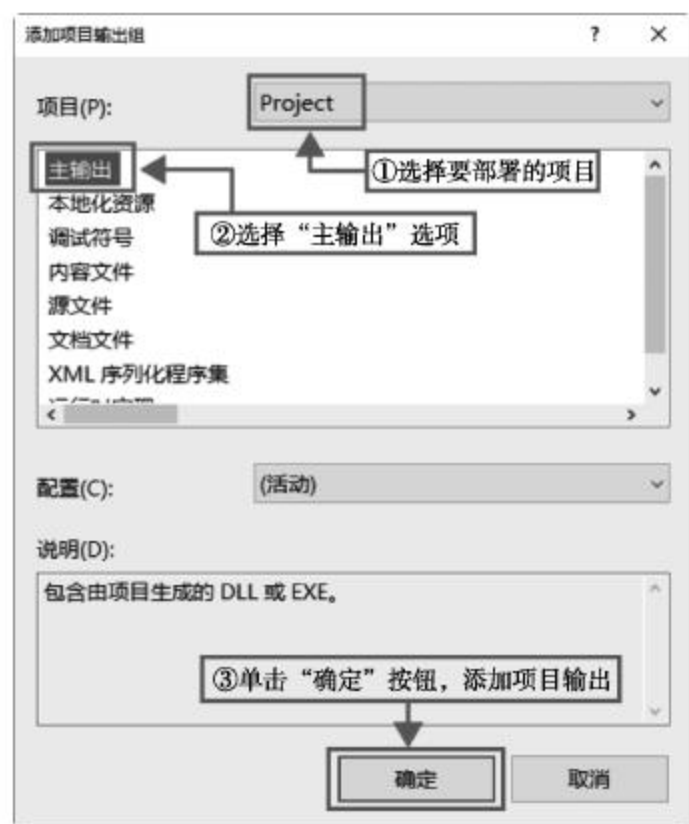 添加项目输出组 ? ×
项目(P): Project
①选择要部署的项目
主输出
本地化资源
②选择“主输出”选项
调试符号
内容文件
源文件
文档文件
XML 序列化程序集
配置(C): (活动)
说明(D):
包含由项目生成的 DLL 或 EXE。
③单击“确定”按钮，添加项目输出
确定 取消